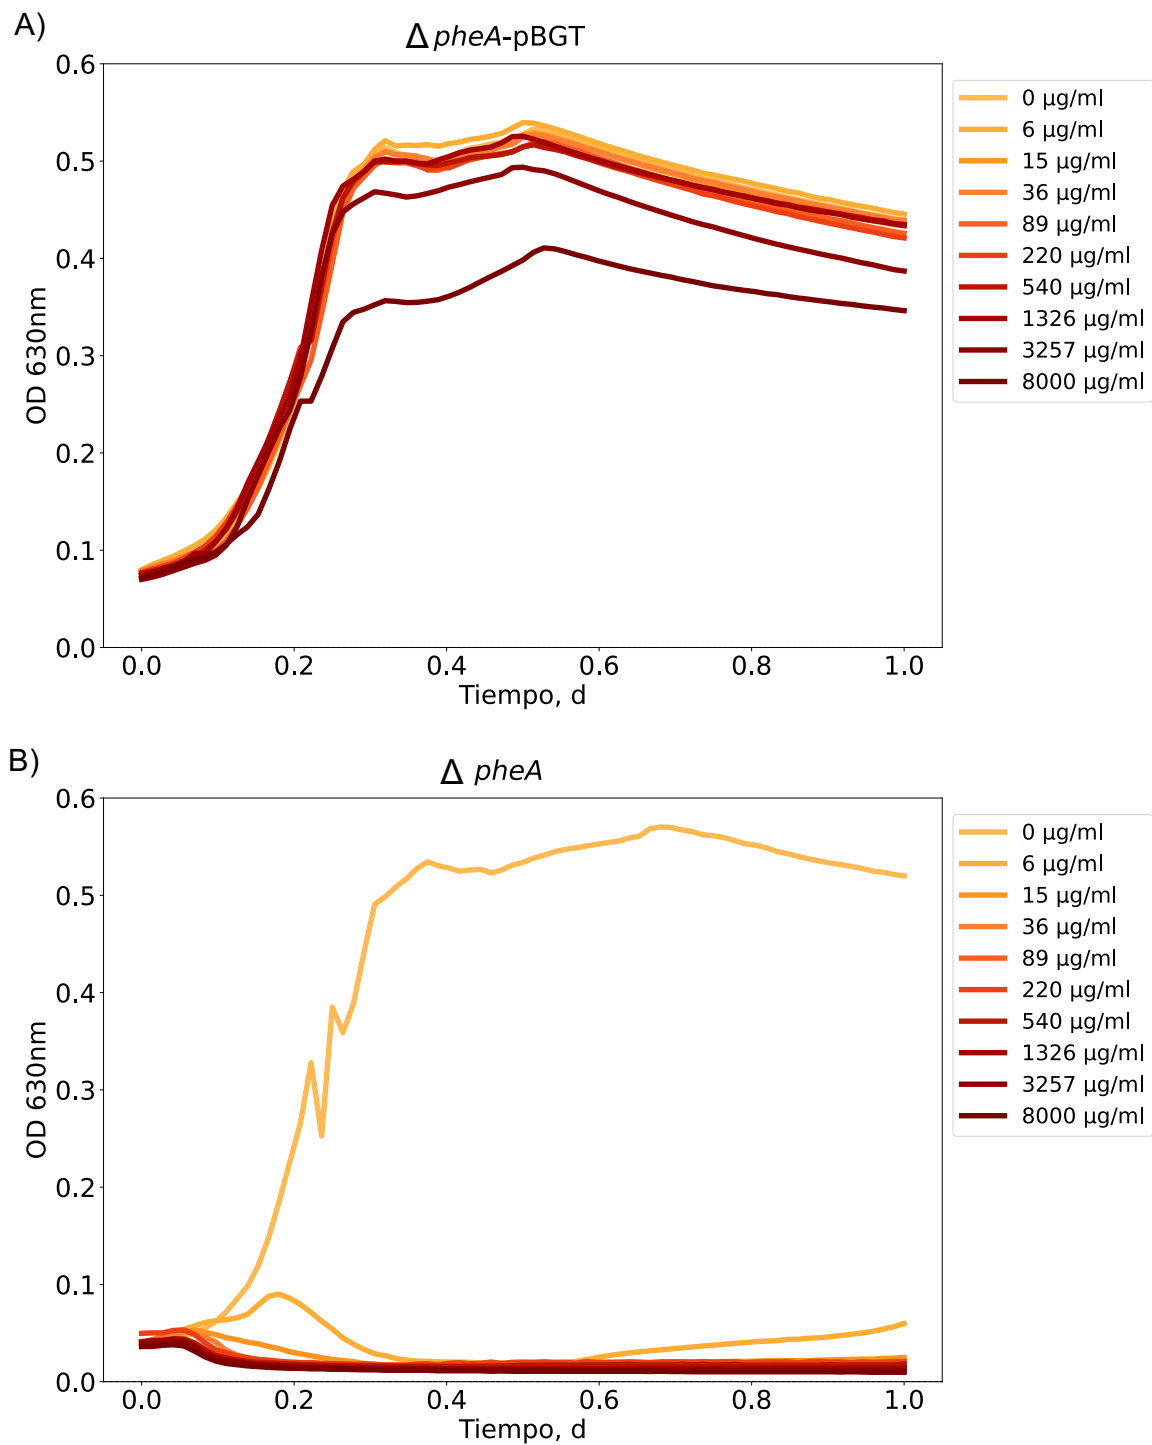 A)
Δ pheA-pBGT
0.6
0.5
0.4
0.3
0.2
0.1
0.0
OD 630nm
0.0 0.2 0.4 0.6 0.8 1.0
Tiempo, d
0 µg/ml
6 µg/ml
15 µg/ml
36 µg/ml
89 µg/ml
220 µg/ml
540 µg/ml
1326 µg/ml
3257 µg/ml
8000 µg/ml
B)
Δ pheA
0.6
0.5
0.4
0.3
0.2
0.1
0.0
OD 630nm
0.0 0.2 0.4 0.6 0.8 1.0
Tiempo, d
0 µg/ml
6 µg/ml
15 µg/ml
36 µg/ml
89 µg/ml
220 µg/ml
540 µg/ml
1326 µg/ml
3257 µg/ml
8000 µg/ml